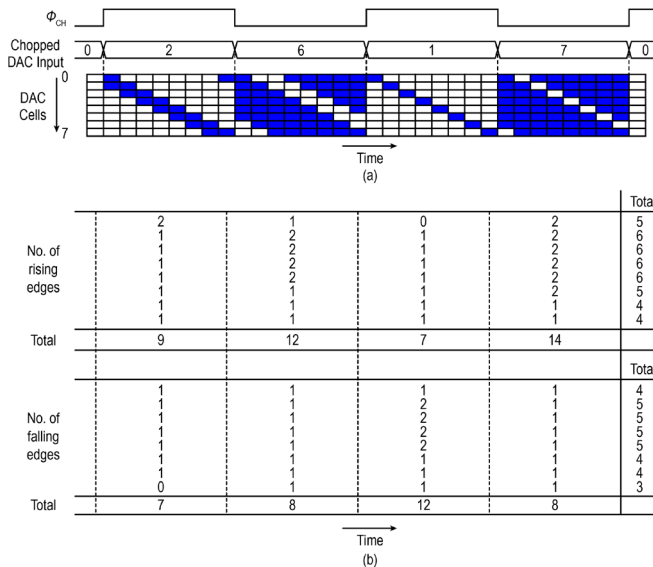 ΦCH
Chopped DAC Input 0 2 6 1 7 0
DAC Cells 0 7
Time
(a)
Total
No. of rising edges
2 1 0 2 5
1 2 1 2 6
1 2 1 2 6
1 2 1 2 6
1 2 1 2 6
1 1 1 2 5
1 1 1 1 4
1 1 1 1 4
Total 9 12 7 14
Total
No. of falling edges
1 1 1 1 4
1 1 2 1 5
1 1 2 1 5
1 1 2 1 5
1 1 2 1 5
1 1 1 1 4
1 1 1 1 4
0 1 1 1 3
Total 7 8 12 8
Time
(b)